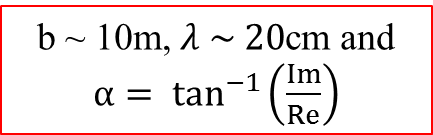 b ~ 10m, λ ~ 20cm and
α = tan⁻¹ (Im/Re)